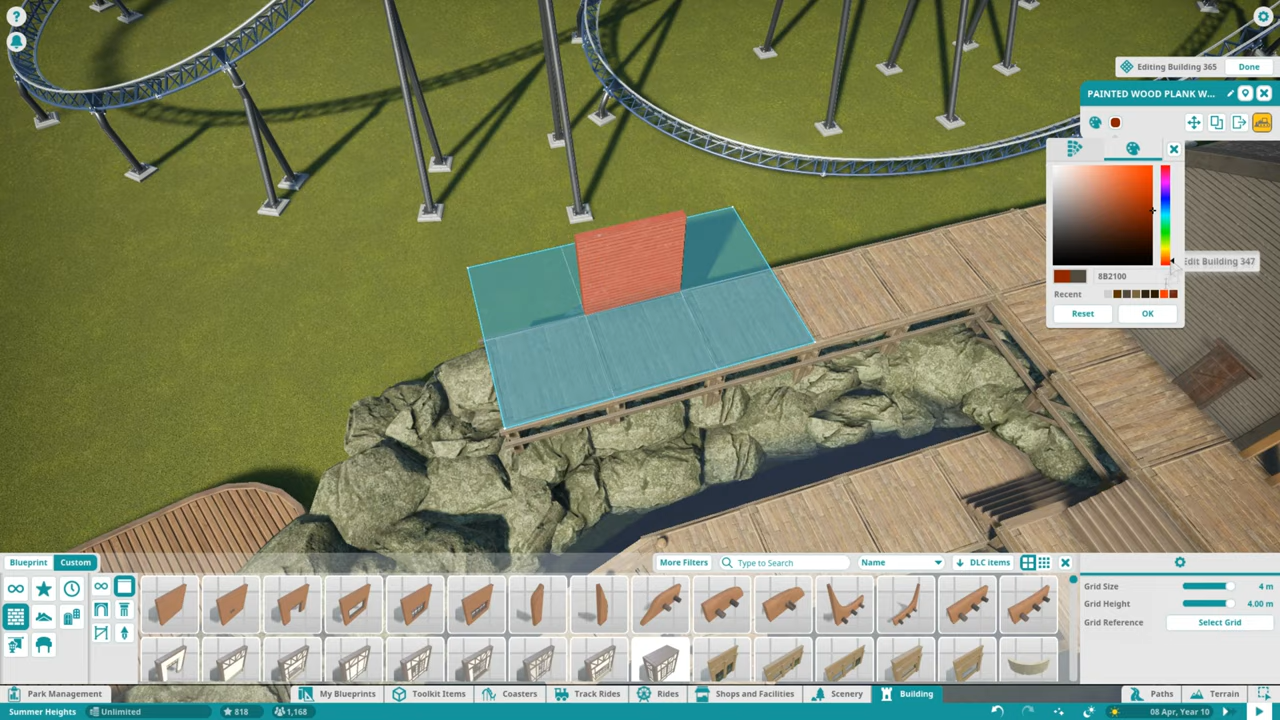 ?
Editing Building 365
Done
PAINTED WOOD PLANK W...
Edit Building 347
8B2100
Recent
Reset
OK
Blueprint
Custom
More Filters
Type to Search
Name
DLC items
Grid Size
4 m
Grid Height
4.00 m
Grid Reference
Select Grid
Park Management
My Blueprints
Toolkit Items
Coasters
Track Rides
Rides
Shops and Facilities
Scenery
Building
Paths
Terrain
Summer Heights
Unlimited
818
1,168
08 Apr, Year 10